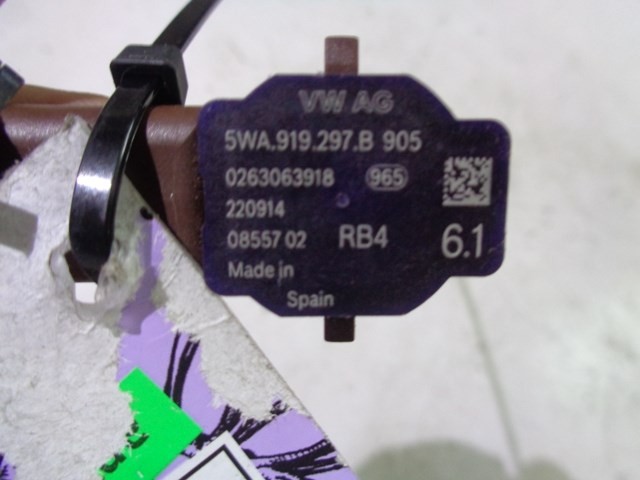 VW AG
5WA.919.297.B 905
0263063918 965
220914
0855702 RB4
6.1
Made in
Spain